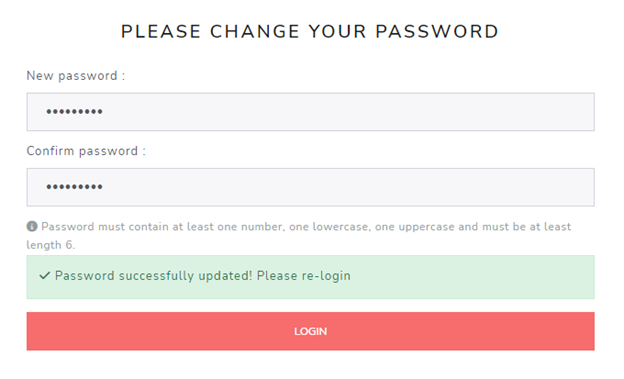 PLEASE CHANGE YOUR PASSWORD
New password :
•••••••••
Confirm password :
•••••••••
Password must contain at least one number, one lowercase, one uppercase and must be at least
length 6.
✓ Password successfully updated! Please re-login
LOGIN